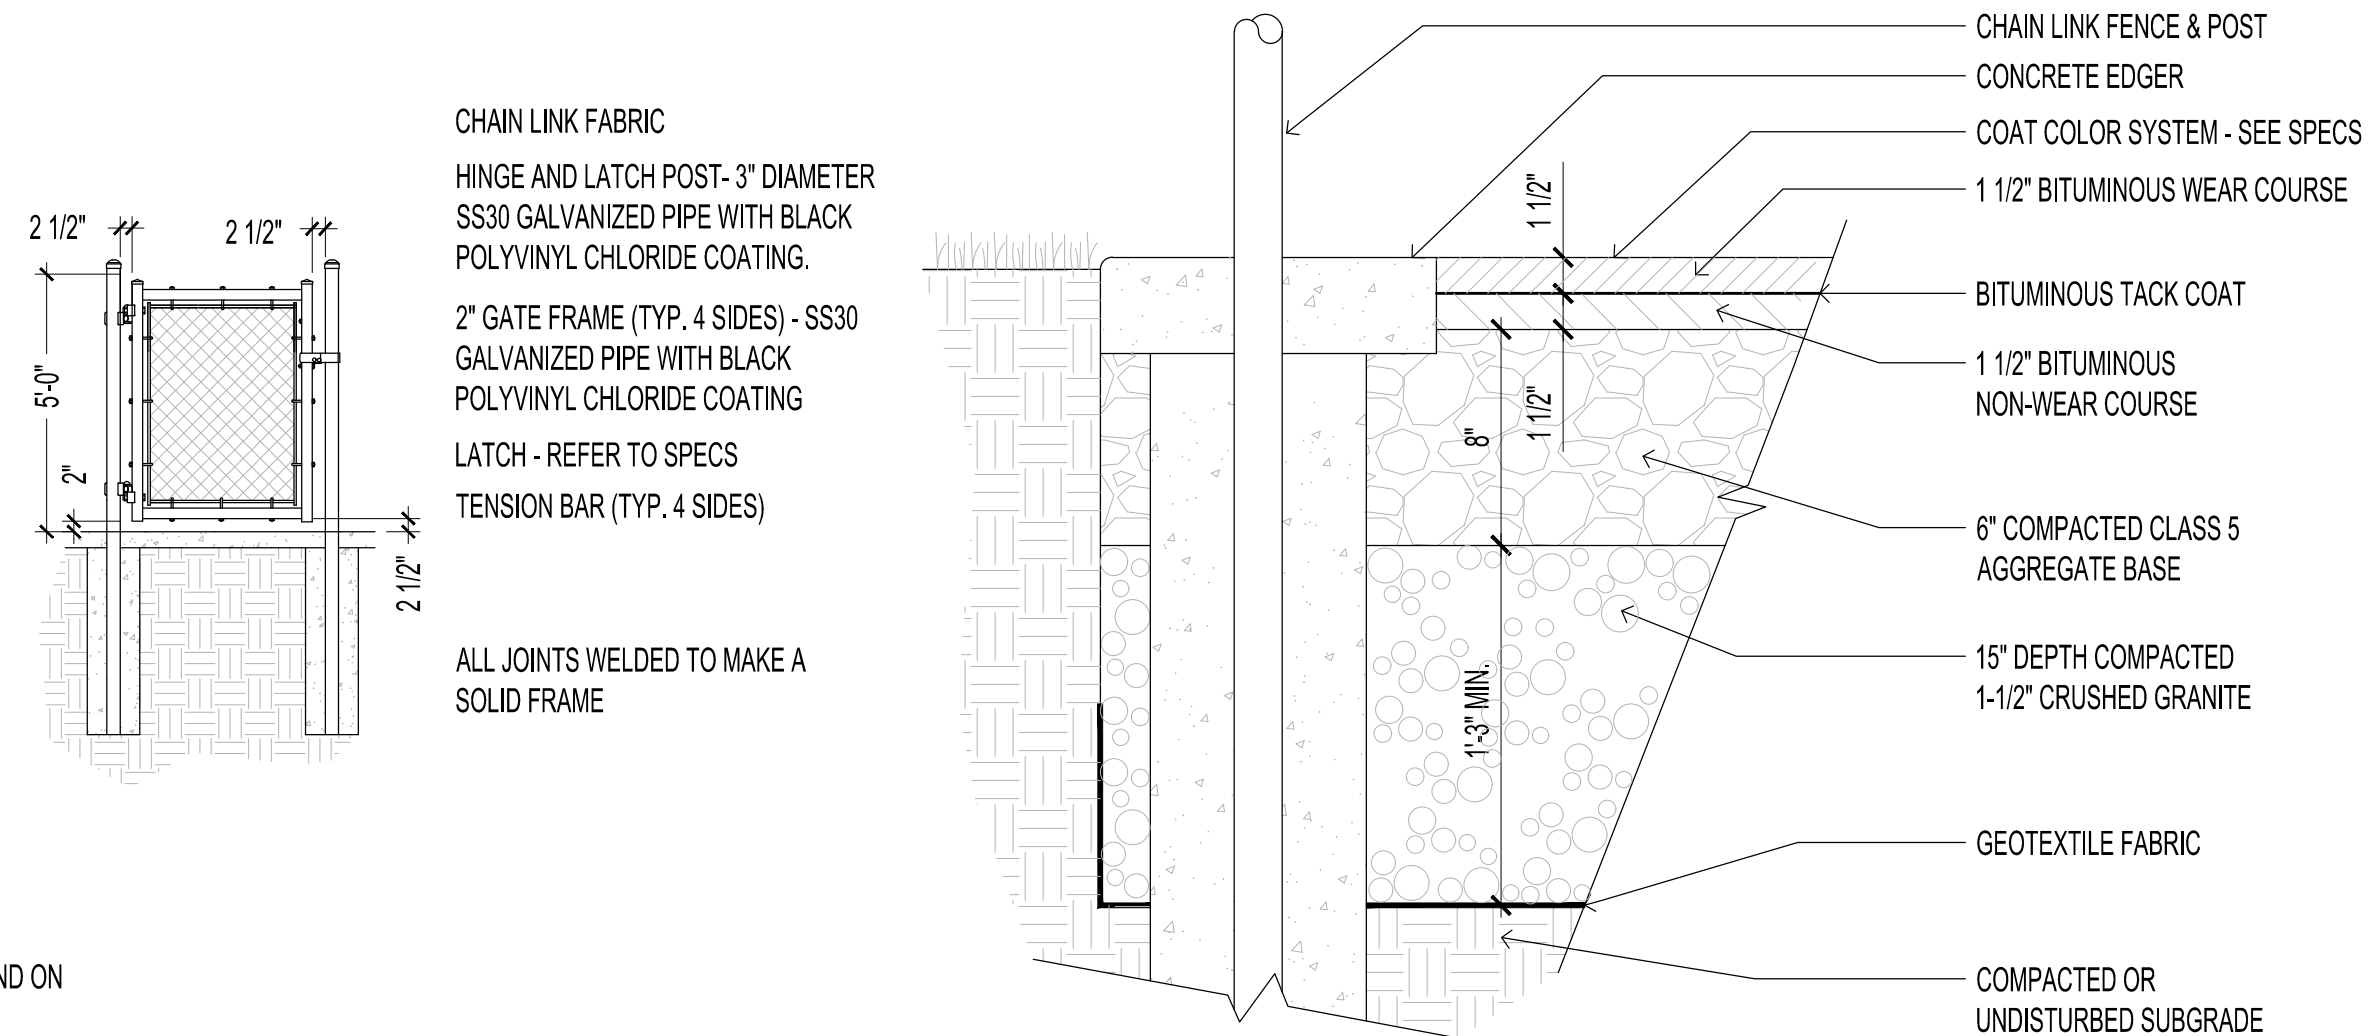 2 1/2"
2 1/2"
5'-0"
2"
2 1/2"
CHAIN LINK FABRIC
HINGE AND LATCH POST- 3" DIAMETER
SS30 GALVANIZED PIPE WITH BLACK
POLYVINYL CHLORIDE COATING.
2" GATE FRAME (TYP. 4 SIDES) - SS30
GALVANIZED PIPE WITH BLACK
POLYVINYL CHLORIDE COATING
LATCH - REFER TO SPECS
TENSION BAR (TYP. 4 SIDES)
ALL JOINTS WELDED TO MAKE A
SOLID FRAME
ON
1 1/2"
1 1/2"
8"
1'-3" MIN.
CHAIN LINK FENCE & POST
CONCRETE EDGER
COAT COLOR SYSTEM - SEE SPECS
1 1/2" BITUMINOUS WEAR COURSE
BITUMINOUS TACK COAT
1 1/2" BITUMINOUS
NON-WEAR COURSE
6" COMPACTED CLASS 5
AGGREGATE BASE
15" DEPTH COMPACTED
1-1/2" CRUSHED GRANITE
GEOTEXTILE FABRIC
COMPACTED OR
UNDISTURBED SUBGRADE